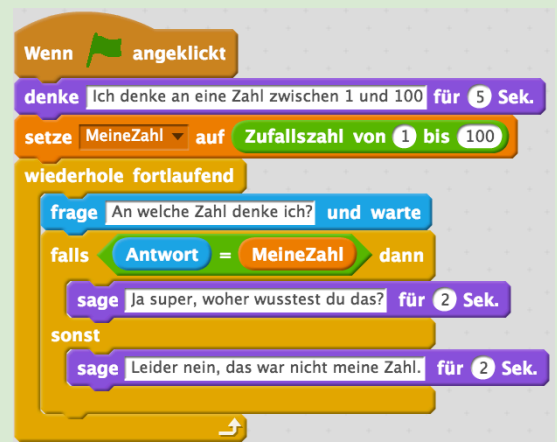 Wenn angeklickt
denke Ich denke an eine Zahl zwischen 1 und 100 für 5 Sek.
setze MeineZahl auf Zufallszahl von 1 bis 100
wiederhole fortlaufend
frage An welche Zahl denke ich? und warte
falls Antwort = MeineZahl dann
sage Ja super, woher wusstest du das? für 2 Sek.
sonst
sage Leider nein, das war nicht meine Zahl. für 2 Sek.